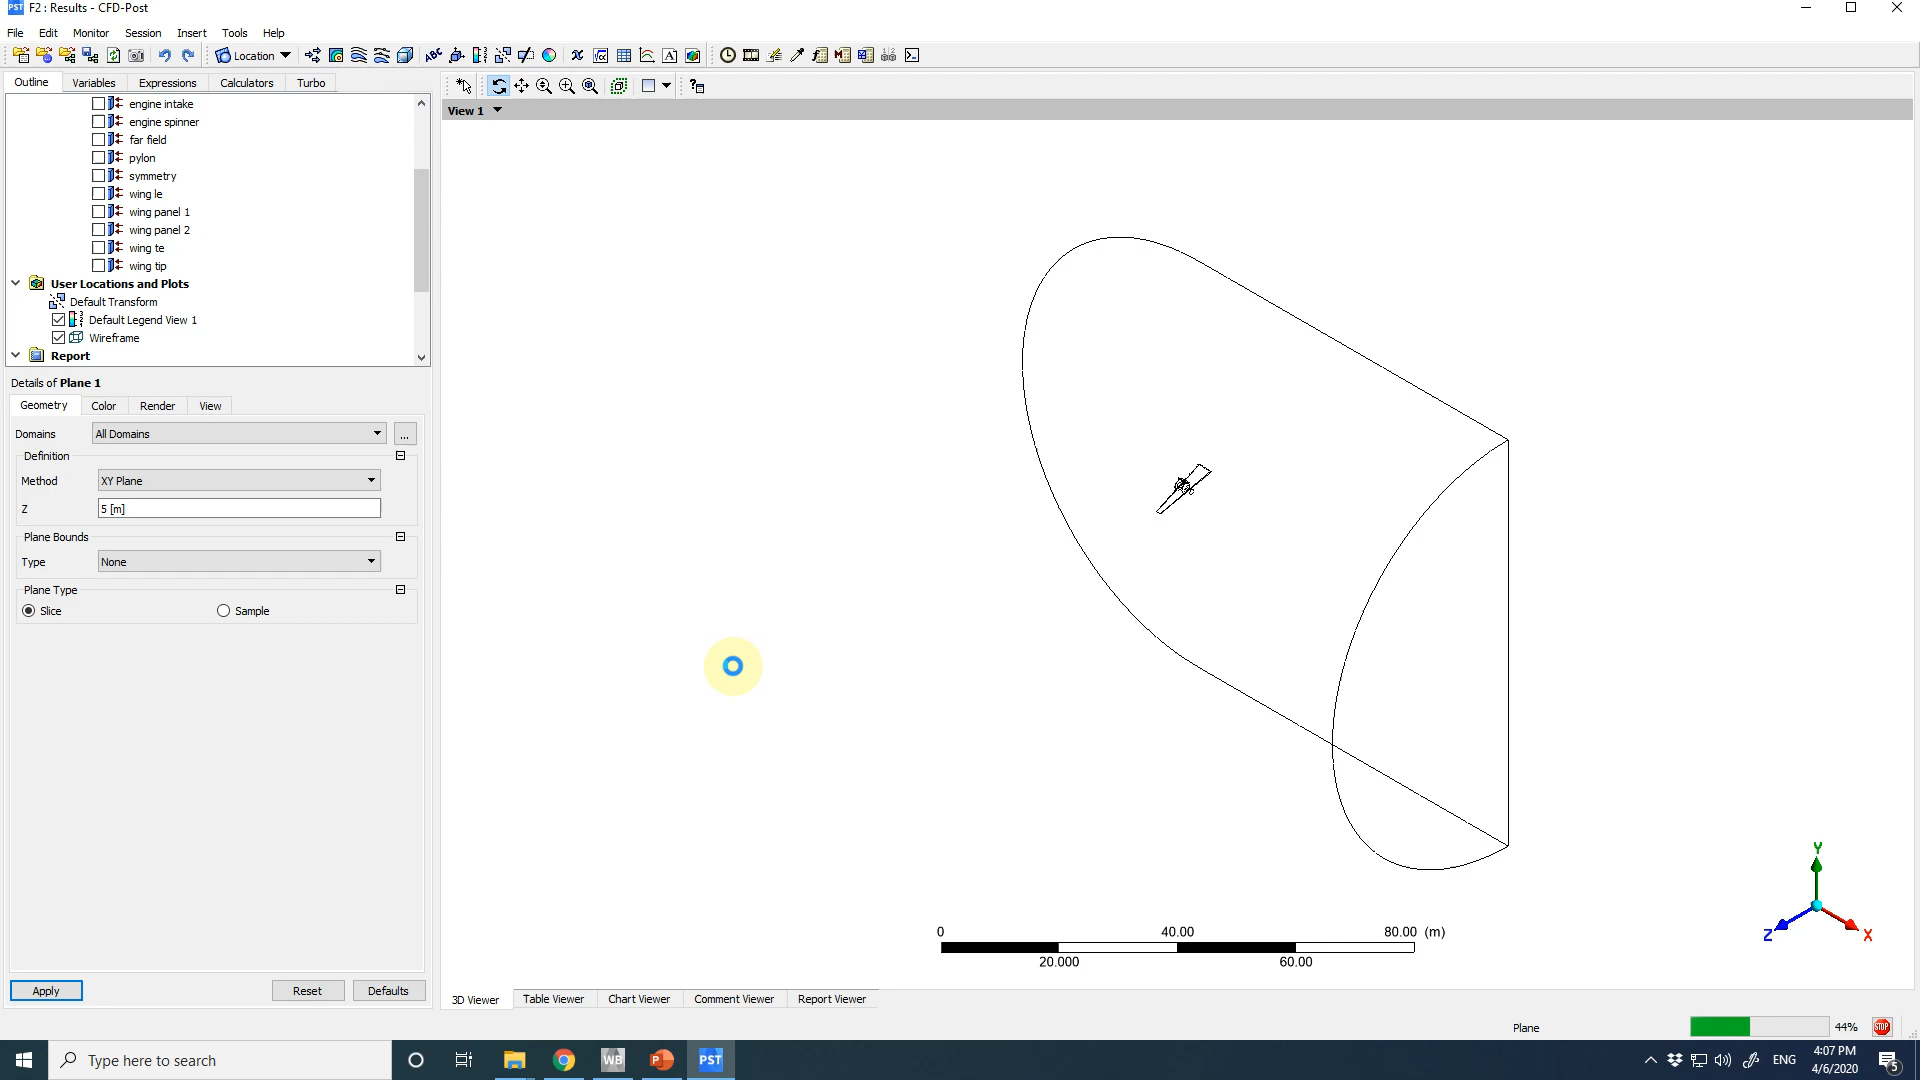 PST F2 : Results - CFD-Post
File Edit Monitor Session Insert Tools Help
Location
Outline Variables Expressions Calculators Turbo
View 1
engine intake
engine spinner
far field
pylon
symmetry
wing le
wing panel 1
wing panel 2
wing te
wing tip
User Locations and Plots
Default Transform
Default Legend View 1
Wireframe
Report
Details of Plane 1
Geometry Color Render View
Domains All Domains ...
Definition
Method XY Plane
Z 5 [m]
Plane Bounds
Type None
Plane Type
Slice Sample
Apply Reset Defaults
Y
Z X
0 40.00 80.00 (m)
20.000 60.00
3D Viewer Table Viewer Chart Viewer Comment Viewer Report Viewer
Plane 44% STOP
Type here to search
WB P PST
ENG
4:07 PM
4/6/2020
5